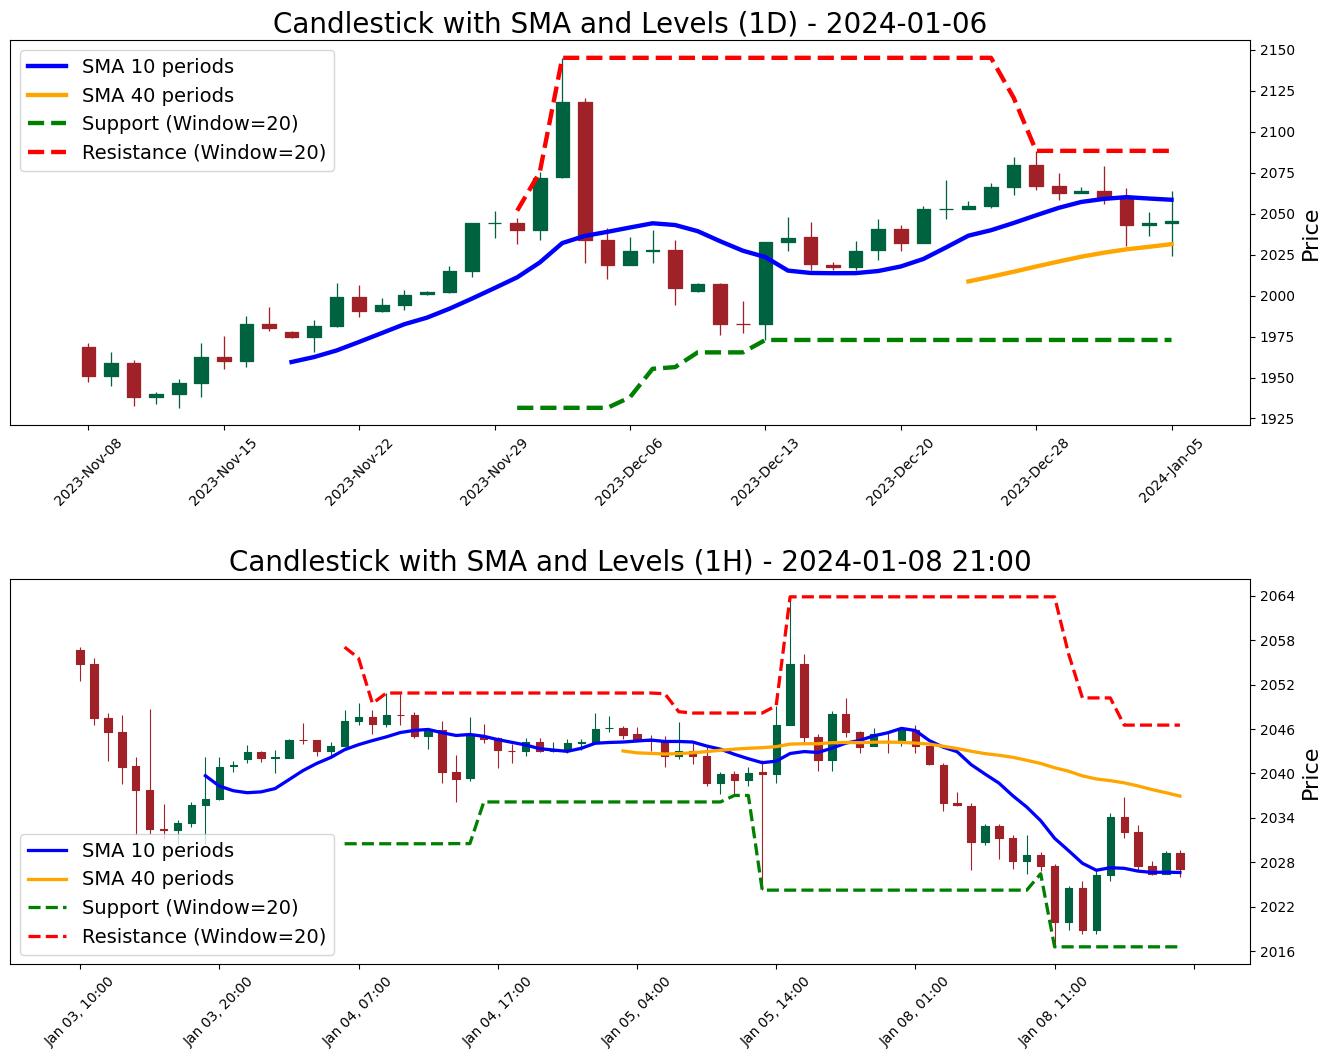 Candlestick with SMA and Levels (1D) - 2024-01-06
SMA 10 periods
SMA 40 periods
Support (Window=20)
Resistance (Window=20)
2150
2125
2100
2075
2050
2025
2000
1975
1950
1925
Price
2023-Nov-08
2023-Nov-15
2023-Nov-22
2023-Nov-29
2023-Dec-06
2023-Dec-13
2023-Dec-20
2023-Dec-28
2024-Jan-05
Candlestick with SMA and Levels (1H) - 2024-01-08 21:00
2064
2058
2052
2046
2040
2034
2028
2022
2016
Price
SMA 10 periods
SMA 40 periods
Support (Window=20)
Resistance (Window=20)
Jan 03, 10:00
Jan 03, 20:00
Jan 04, 07:00
Jan 04, 17:00
Jan 05, 04:00
Jan 05, 14:00
Jan 08, 01:00
Jan 08, 11:00